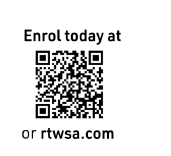 Enrol today at
or rtwsa.com